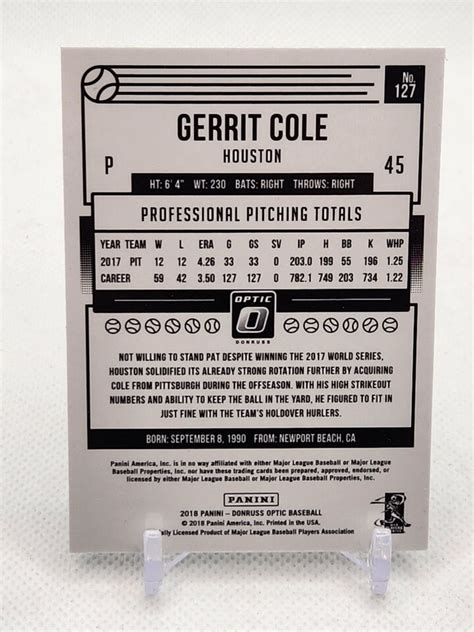 No.
127
GERRIT COLE
HOUSTON
P
45
HT: 6' 4" WT: 230 BATS: RIGHT THROWS: RIGHT
PROFESSIONAL PITCHING TOTALS
YEAR TEAM W L ERA G GS SV IP H BB K WHP
2017 PIT 12 12 4.26 33 33 0 203.0 199 55 196 1.25
CAREER 59 42 3.50 127 127 0 782.1 749 203 734 1.22
OPTIC
DONRUSS
NOT WILLING TO STAND PAT DESPITE WINNING THE 2017 WORLD SERIES,
HOUSTON SOLIDIFIED ITS ALREADY STRONG ROTATION FURTHER BY ACQUIRING
COLE FROM PITTSBURGH DURING THE OFFSEASON. WITH HIS HIGH STRIKEOUT
NUMBERS AND ABILITY TO KEEP THE BALL IN THE YARD, HE FIGURED TO FIT IN
JUST FINE WITH THE TEAM'S HOLDOVER HURLERS.
BORN: SEPTEMBER 8, 1990 FROM: NEWPORT BEACH, CA
Panini America, Inc. is in no way affiliated with either Major League Baseball or Major League
Baseball Properties, Inc., nor have these trading cards been prepared, approved, endorsed, or
licensed by either Major League Baseball or Major League Baseball Properties, Inc.
PANINI
2018 PANINI - DONRUSS OPTIC BASEBALL
© 2018 Panini America, Inc. Printed in the USA.
ally Licensed Product of Major League Baseball Players Association